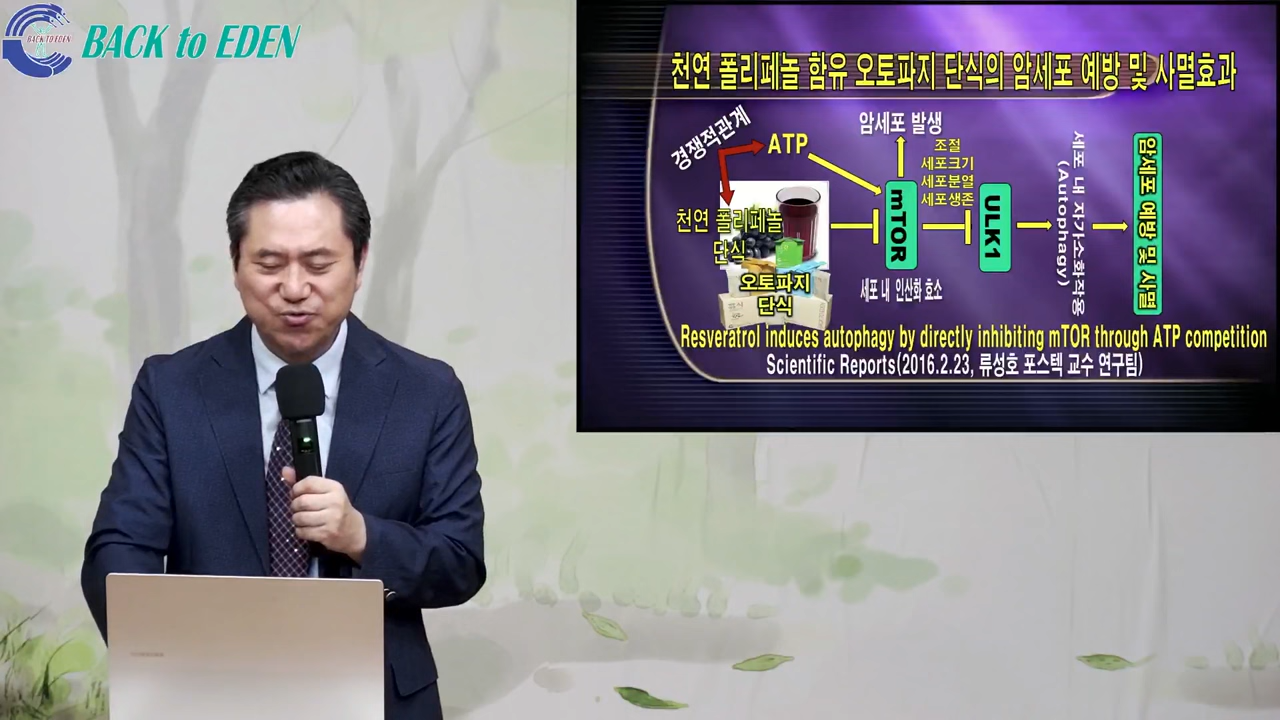 BACK TO EDEN
BACK to EDEN
천연 폴리페놀 함유 오토파지 단식의 암세포 예방 및 사멸효과
경쟁적관계
ATP
암세포 발생
조절
세포크기
세포분열
세포생존
천연 폴리페놀
단식
오토파지
단식
mTOR
ULK1
세포 내 자가소화작용
(Autophagy)
암세포 예방 및 사멸
세포 내 인산화 효소
Resveratrol induces autophagy by directly inhibiting mTOR through ATP competition
Scientific Reports(2016.2.23, 류성호 포스텍 교수 연구팀)